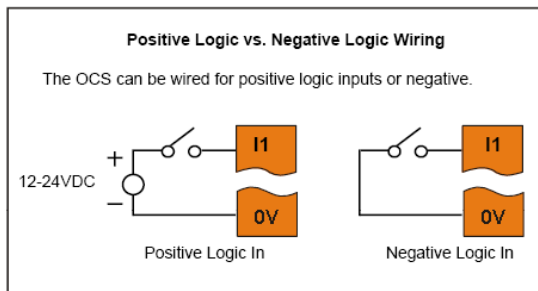 Positive Logic vs. Negative Logic Wiring
The OCS can be wired for positive logic inputs or negative.
I1
I1
+
12-24VDC
−
0V
0V
Positive Logic In
Negative Logic In